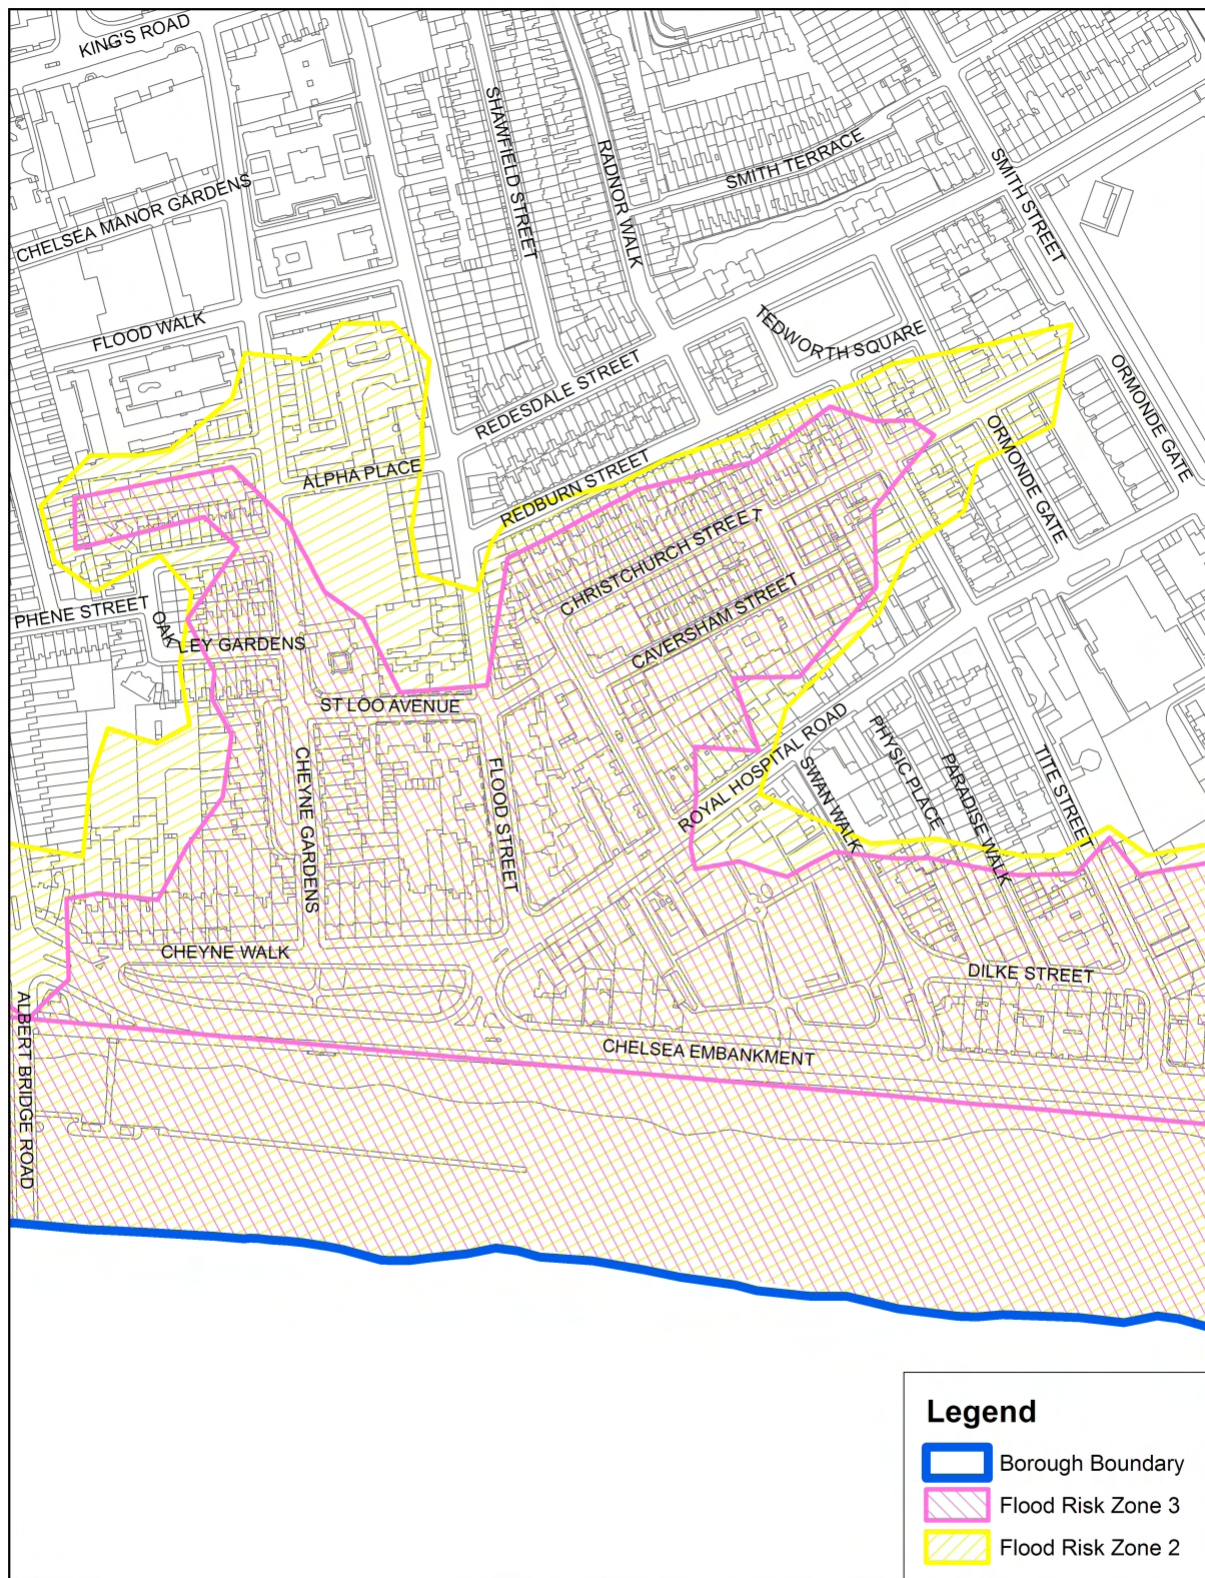 KING'S ROAD
SHAWFIELD STREET
RADNOR WALK
SMITH TERRACE
SMITH STREET
CHELSEA MANOR GARDENS
FLOOD WALK
TEDWORTH SQUARE
REDESDALE STREET
ORMONDE GATE
ALPHA PLACE
REDBURN STREET
ORMONDE GATE
CHRISTCHURCH STREET
CAVERSHAM STREET
PHENE STREET
OAKLEY GARDENS
ST LOO AVENUE
ROYAL HOSPITAL ROAD
CHEYNE GARDENS
FLOOD STREET
SWAN WALK
PHYSIC PLACE
PARADISE WALK
TITE STREET
CHEYNE WALK
DILKE STREET
ALBERT BRIDGE ROAD
CHELSEA EMBANKMENT
Legend
Borough Boundary
Flood Risk Zone 3
Flood Risk Zone 2